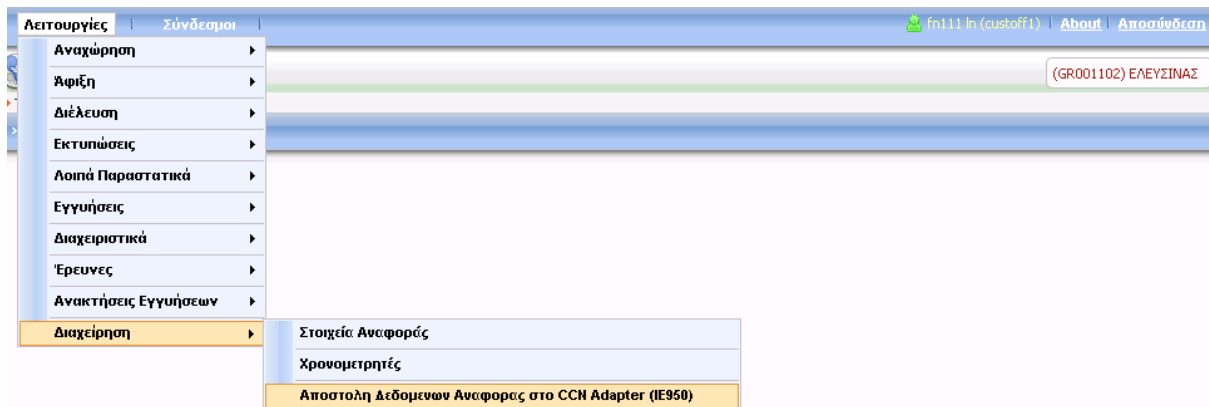 Λειτουργίες | Σύνδεσμοι | fn111 ln (custoff1) | About | Αποσύνδεση
Αναχώρηση
(GR001102) ΕΛΕΥΣΙΝΑΣ
Άφιξη
Διέλευση
Εκτυπώσεις
Λοιπά Παραστατικά
Εγγυήσεις
Διαχειριστικά
Έρευνες
Ανακτήσεις Εγγυήσεων
Διαχείρηση
Στοιχεία Αναφοράς
Χρονομετρητές
Αποστολη Δεδομενων Αναφορας στο CCN Adapter (IE950)